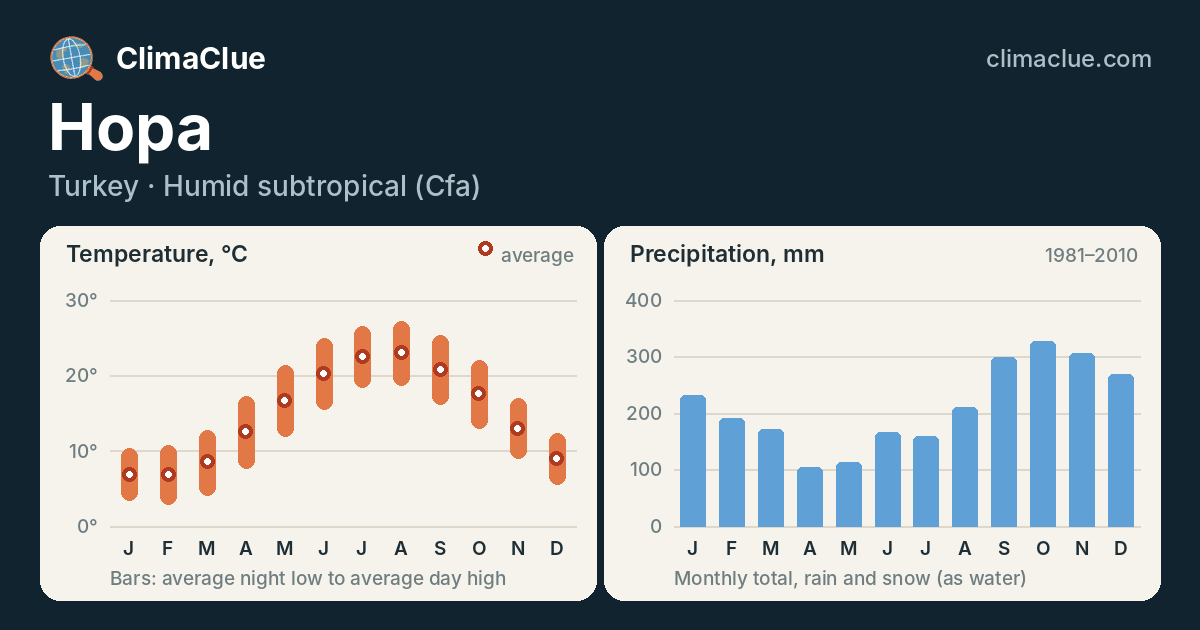 ClimaClue
climaclue.com
Hopa
Turkey · Humid subtropical (Cfa)
Temperature, °C
average
30°
20°
10°
0°
J F M A M J J A S O N D
Bars: average night low to average day high
Precipitation, mm
1981–2010
400
300
200
100
0
J F M A M J J A S O N D
Monthly total, rain and snow (as water)